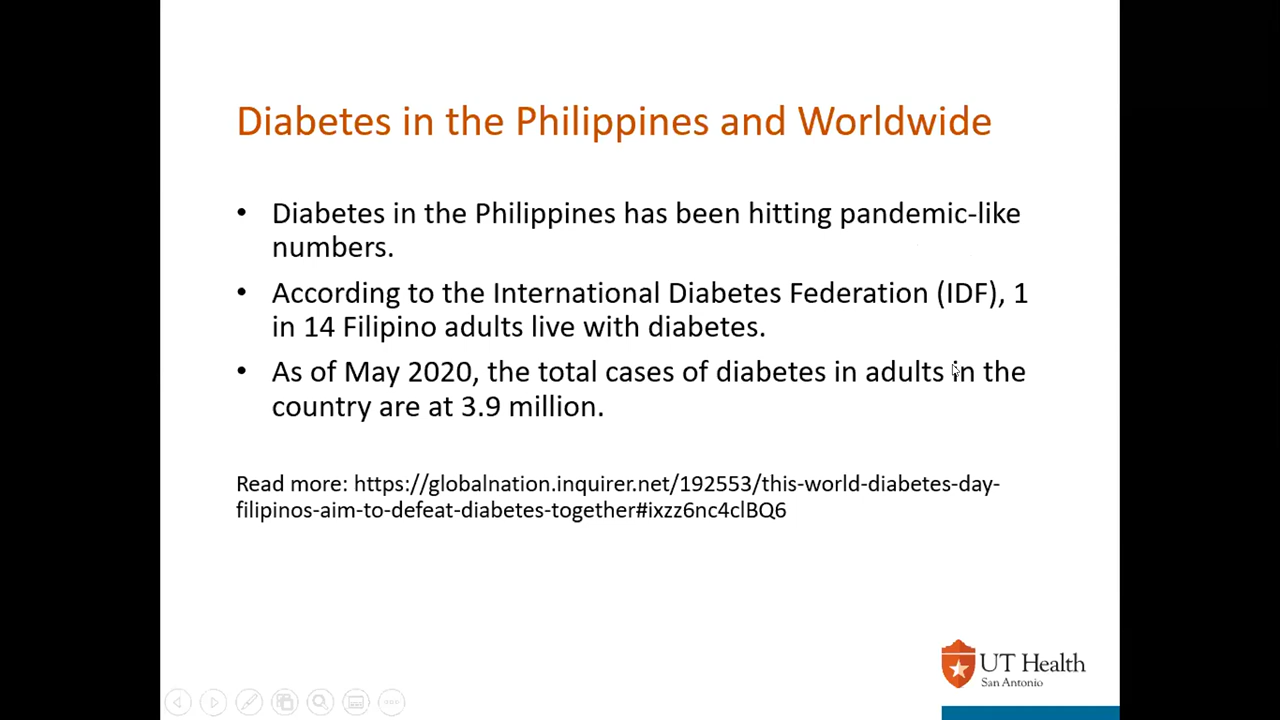 Diabetes in the Philippines and Worldwide
• Diabetes in the Philippines has been hitting pandemic-like
numbers.
• According to the International Diabetes Federation (IDF), 1
in 14 Filipino adults live with diabetes.
• As of May 2020, the total cases of diabetes in adults in the
country are at 3.9 million.
Read more: https://globalnation.inquirer.net/192553/this-world-diabetes-day-
filipinos-aim-to-defeat-diabetes-together#ixzz6nc4clBQ6
UT Health
San Antonio